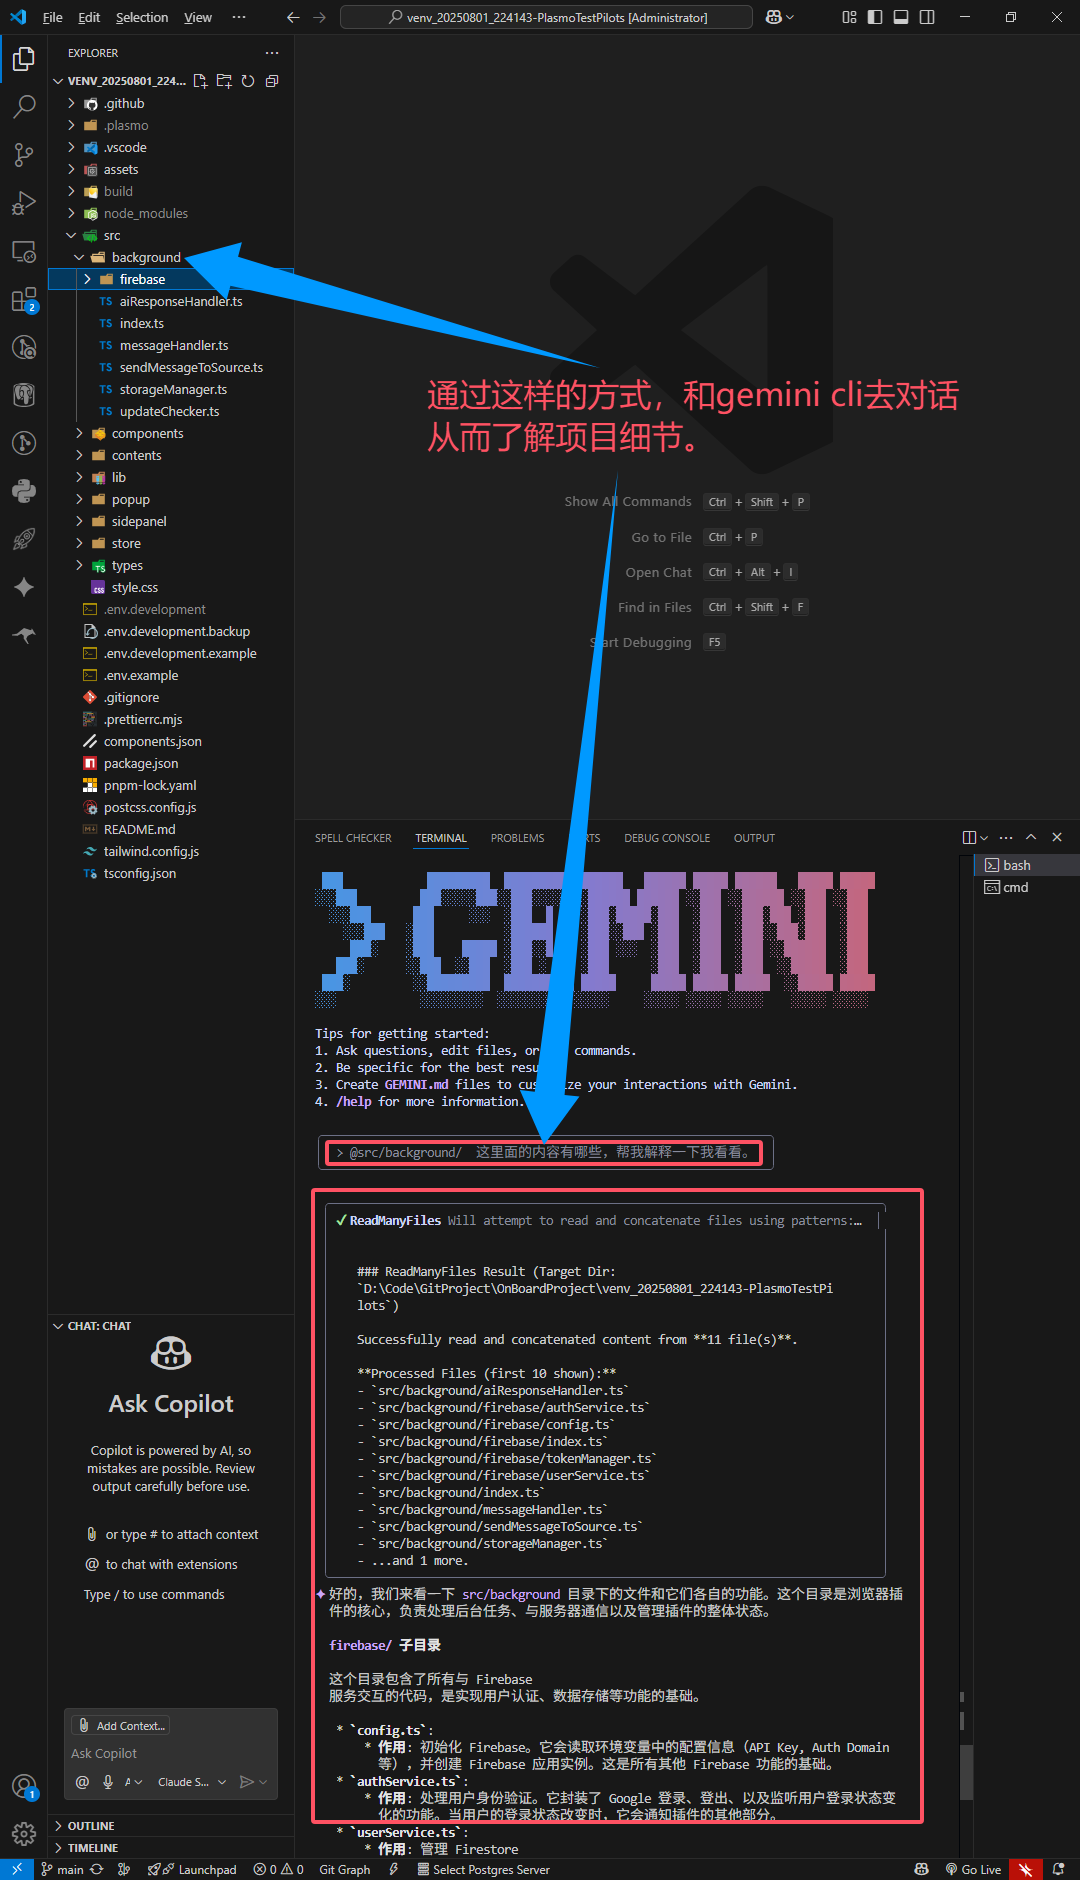 File Edit Selection View ··· venv_20250801_224143-PlasmoTestPilots [Administrator]
EXPLORER
VENV_20250801_224...
.github
.plasmo
.vscode
assets
build
node_modules
src
background
firebase
TS aiResponseHandler.ts
TS index.ts
TS messageHandler.ts
TS sendMessageToSource.ts
TS storageManager.ts
TS updateChecker.ts
components
contents
lib
popup
sidepanel
store
types
style.css
.env.development
.env.development.backup
.env.development.example
.env.example
.gitignore
.prettierrc.mjs
components.json
package.json
pnpm-lock.yaml
postcss.config.js
README.md
tailwind.config.js
tsconfig.json
2
通过这样的方式，和gemini cli去对话
从而了解项目细节。
Show All Commands Ctrl + Shift + P
Go to File Ctrl + P
Open Chat Ctrl + Alt + I
Find in Files Ctrl + Shift + F
Start Debugging F5
SPELL CHECKER TERMINAL PROBLEMS DEBUG CONSOLE OUTPUT
bash
cmd
> GEMINI
Tips for getting started:
1. Ask questions, edit files, or commands.
2. Be specific for the best
3. Create GEMINI.md files to customize your interactions with Gemini.
4. /help for more information.
> @src/background/ 这里面的内容有哪些，帮我解释一下我看看。
✓ ReadManyFiles Will attempt to read and concatenate files using patterns:…
### ReadManyFiles Result (Target Dir:
`D:\Code\GitProject\OnBoardProject\venv_20250801_224143-PlasmoTestPi
lots`)
Successfully read and concatenated content from **11 file(s)**.
**Processed Files (first 10 shown):**
- `src/background/aiResponseHandler.ts`
- `src/background/firebase/authService.ts`
- `src/background/firebase/config.ts`
- `src/background/firebase/index.ts`
- `src/background/firebase/tokenManager.ts`
- `src/background/firebase/userService.ts`
- `src/background/index.ts`
- `src/background/messageHandler.ts`
- `src/background/sendMessageToSource.ts`
- `src/background/storageManager.ts`
- ...and 1 more.
✦ 好的，我们来看一下 src/background 目录下的文件和它们各自的功能。这个目录是浏览器插
件的核心，负责处理后台任务、与服务器通信以及管理插件的整体状态。
firebase/ 子目录
这个目录包含了所有与 Firebase
服务交互的代码，是实现用户认证、数据存储等功能的基础。
* `config.ts`:
* 作用: 初始化 Firebase。它会读取环境变量中的配置信息（API Key, Auth Domain
等），并创建 Firebase 应用实例。这是所有其他 Firebase 功能的基础。
* `authService.ts`:
* 作用: 处理用户身份验证。它封装了 Google 登录、登出、以及监听用户登录状态变
化的功能。当用户的登录状态改变时，它会通知插件的其他部分。
* `userService.ts`:
* 作用: 管理 Firestore
CHAT: CHAT
Ask Copilot
Copilot is powered by AI, so
mistakes are possible. Review
output carefully before use.
or type # to attach context
@ to chat with extensions
Type / to use commands
Add Context...
Ask Copilot
@ Claude S...
1
OUTLINE
TIMELINE
main Launchpad 0 0 Git Graph Select Postgres Server Go Live